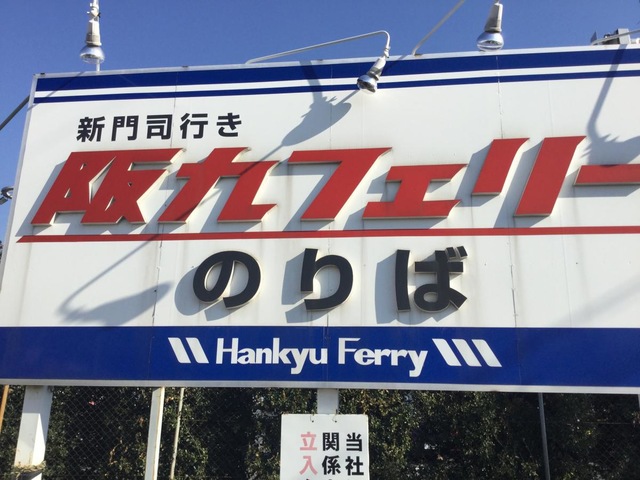 新門司行き
阪九フェリー
のりば
Hankyu Ferry
当社
関係
立入